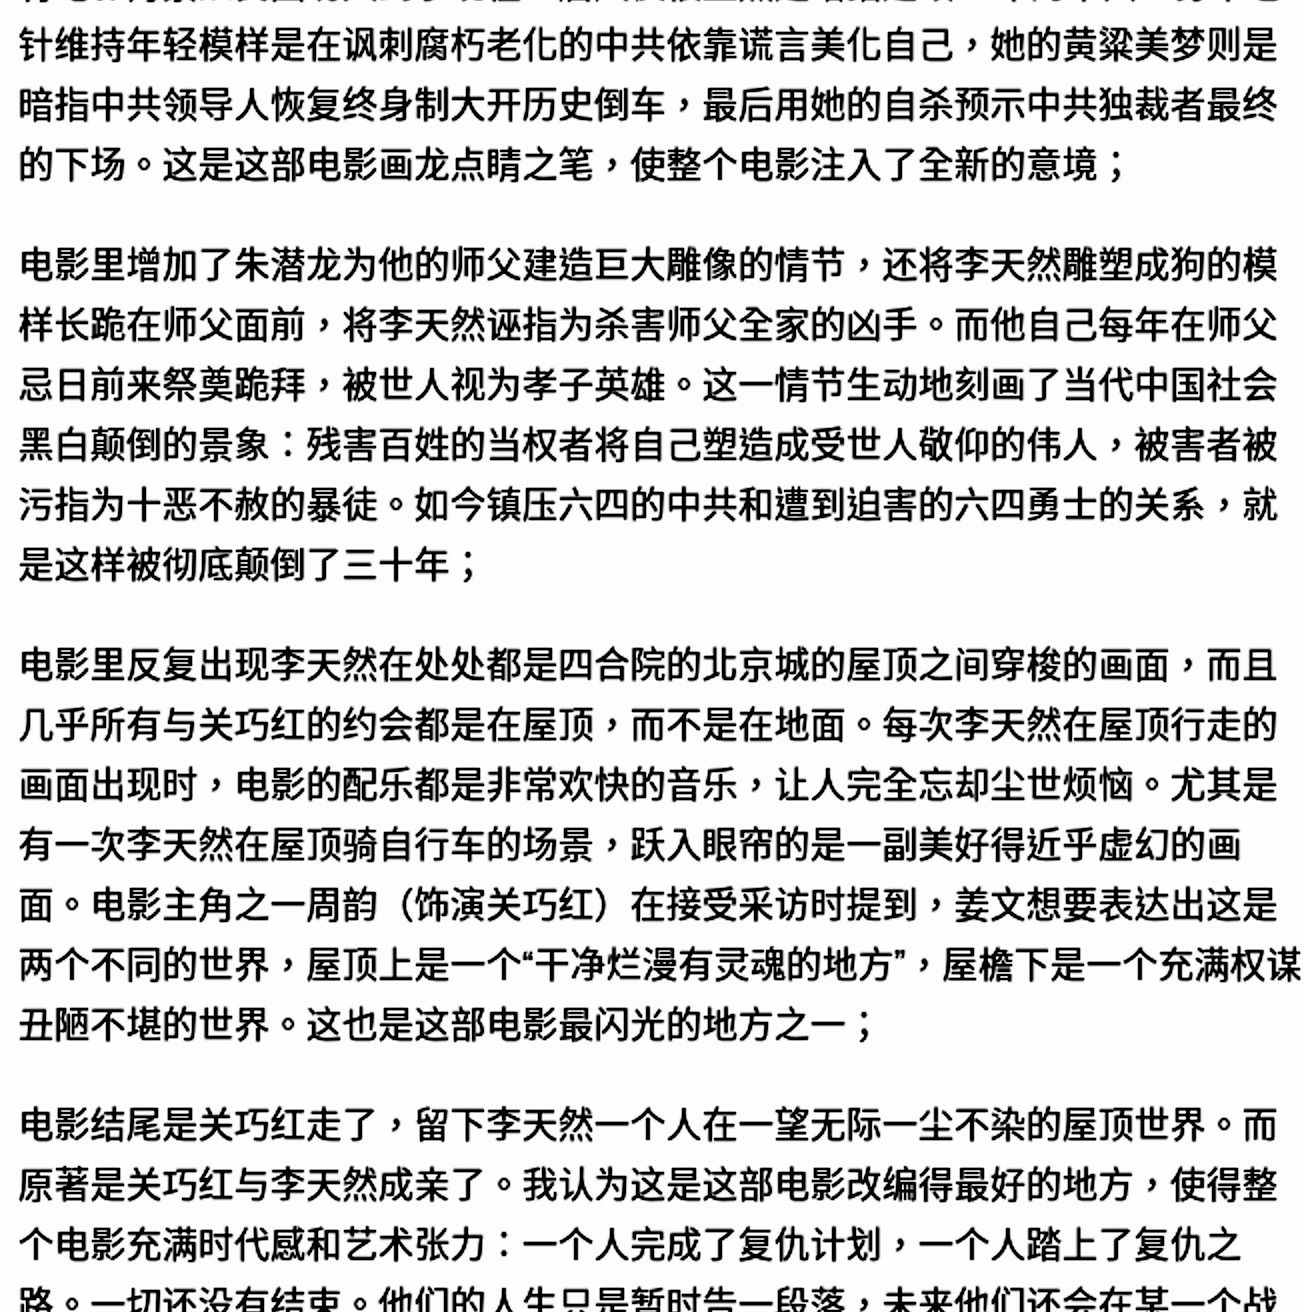 针维持年轻模样是在讽刺腐朽老化的中共依靠谎言美化自己，她的黄粱美梦则是
暗指中共领导人恢复终身制大开历史倒车，最后用她的自杀预示中共独裁者最终
的下场。这是这部电影画龙点睛之笔，使整个电影注入了全新的意境；
电影里增加了朱潜龙为他的师父建造巨大雕像的情节，还将李天然雕塑成狗的模
样长跪在师父面前，将李天然诬指为杀害师父全家的凶手。而他自己每年在师父
忌日前来祭奠跪拜，被世人视为孝子英雄。这一情节生动地刻画了当代中国社会
黑白颠倒的景象：残害百姓的当权者将自己塑造成受世人敬仰的伟人，被害者被
污指为十恶不赦的暴徒。如今镇压六四的中共和遭到迫害的六四勇士的关系，就
是这样被彻底颠倒了三十年；
电影里反复出现李天然在处处都是四合院的北京城的屋顶之间穿梭的画面，而且
几乎所有与关巧红的约会都是在屋顶，而不是在地面。每次李天然在屋顶行走的
画面出现时，电影的配乐都是非常欢快的音乐，让人完全忘却尘世烦恼。尤其是
有一次李天然在屋顶骑自行车的场景，跃入眼帘的是一副美好得近乎虚幻的画
面。电影主角之一周韵（饰演关巧红）在接受采访时提到，姜文想要表达出这是
两个不同的世界，屋顶上是一个“干净烂漫有灵魂的地方”，屋檐下是一个充满权谋
丑陋不堪的世界。这也是这部电影最闪光的地方之一；
电影结尾是关巧红走了，留下李天然一个人在一望无际一尘不染的屋顶世界。而
原著是关巧红与李天然成亲了。我认为这是这部电影改编得最好的地方，使得整
个电影充满时代感和艺术张力：一个人完成了复仇计划，一个人踏上了复仇之
路。一切还没有结束。他们的人生只是暂时告一段落，未来他们还会在某一个战